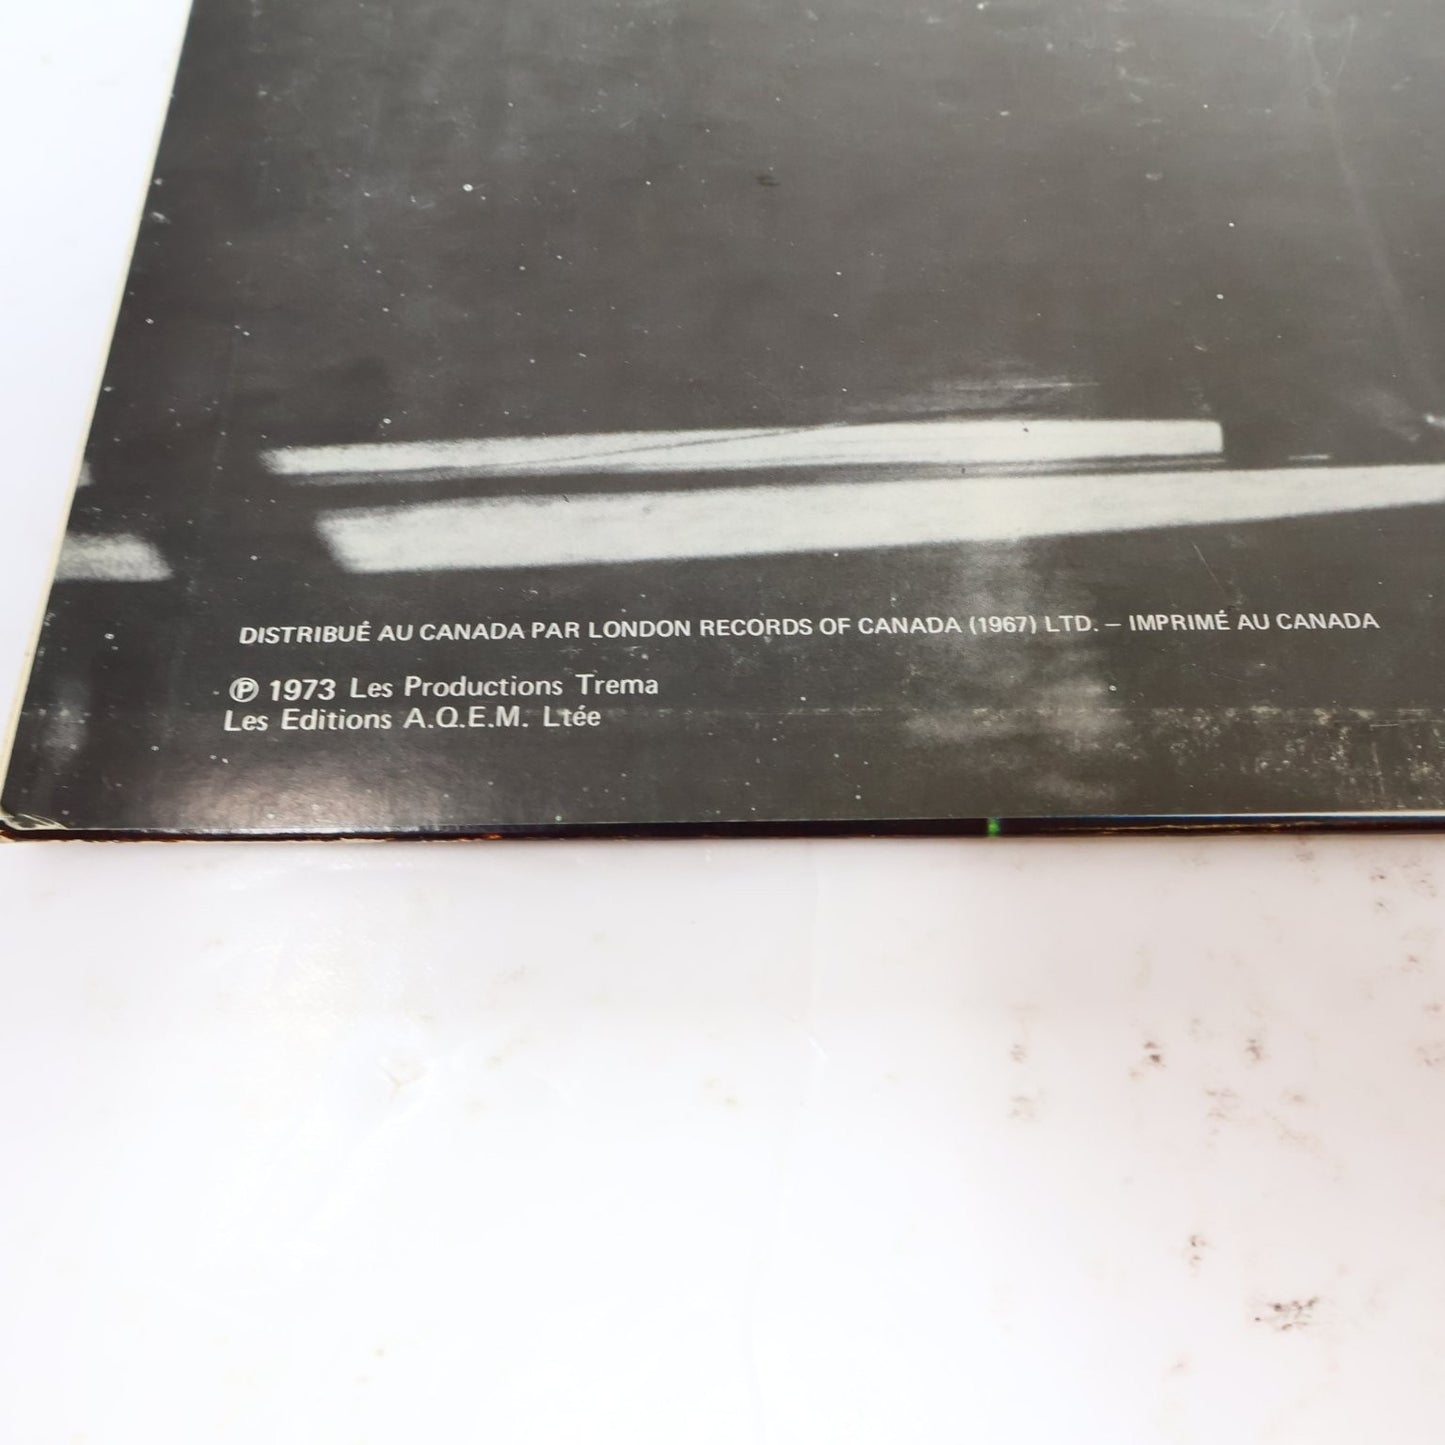 DISTRIBUÉ AU CANADA PAR LONDON RECORDS OF CANADA (1967) LTD. – IMPRIMÉ AU CANADA
℗ 1973 Les Productions Trema
Les Editions A.Q.E.M. Ltée